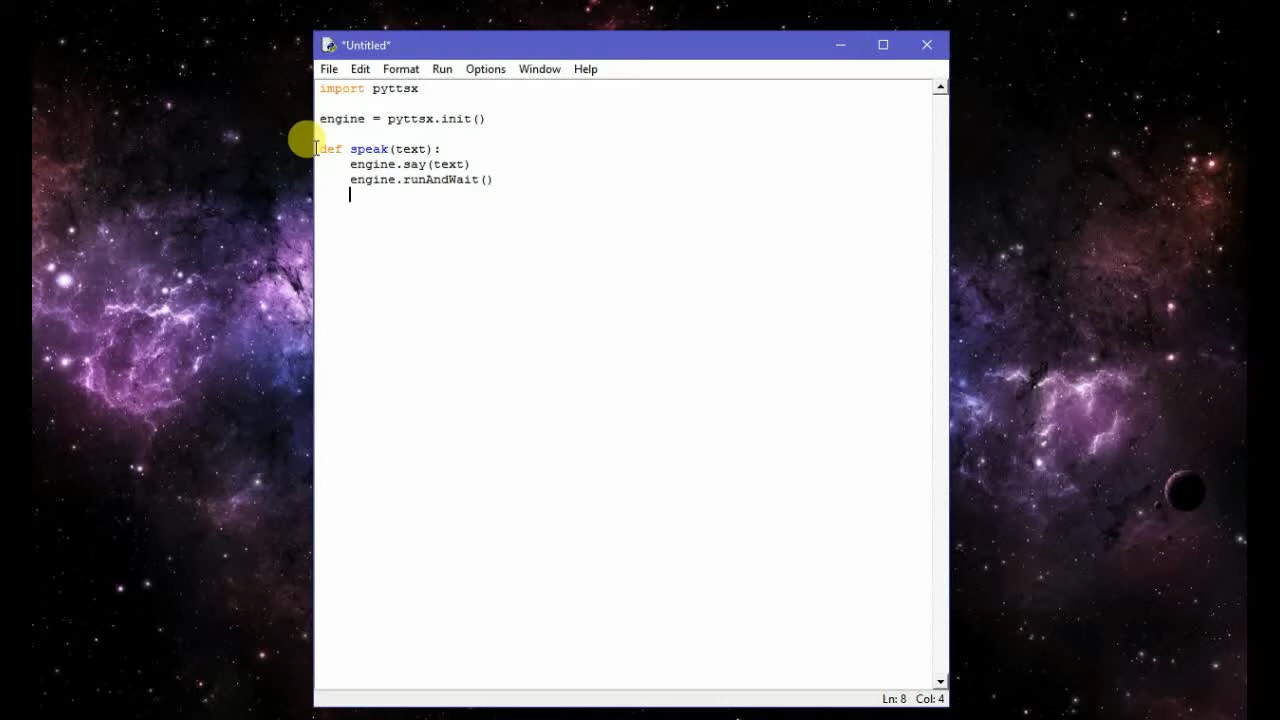 *Untitled*
File Edit Format Run Options Window Help
import pyttsx
engine = pyttsx.init()
def speak(text):
    engine.say(text)
    engine.runAndWait()
Ln: 8 Col: 4